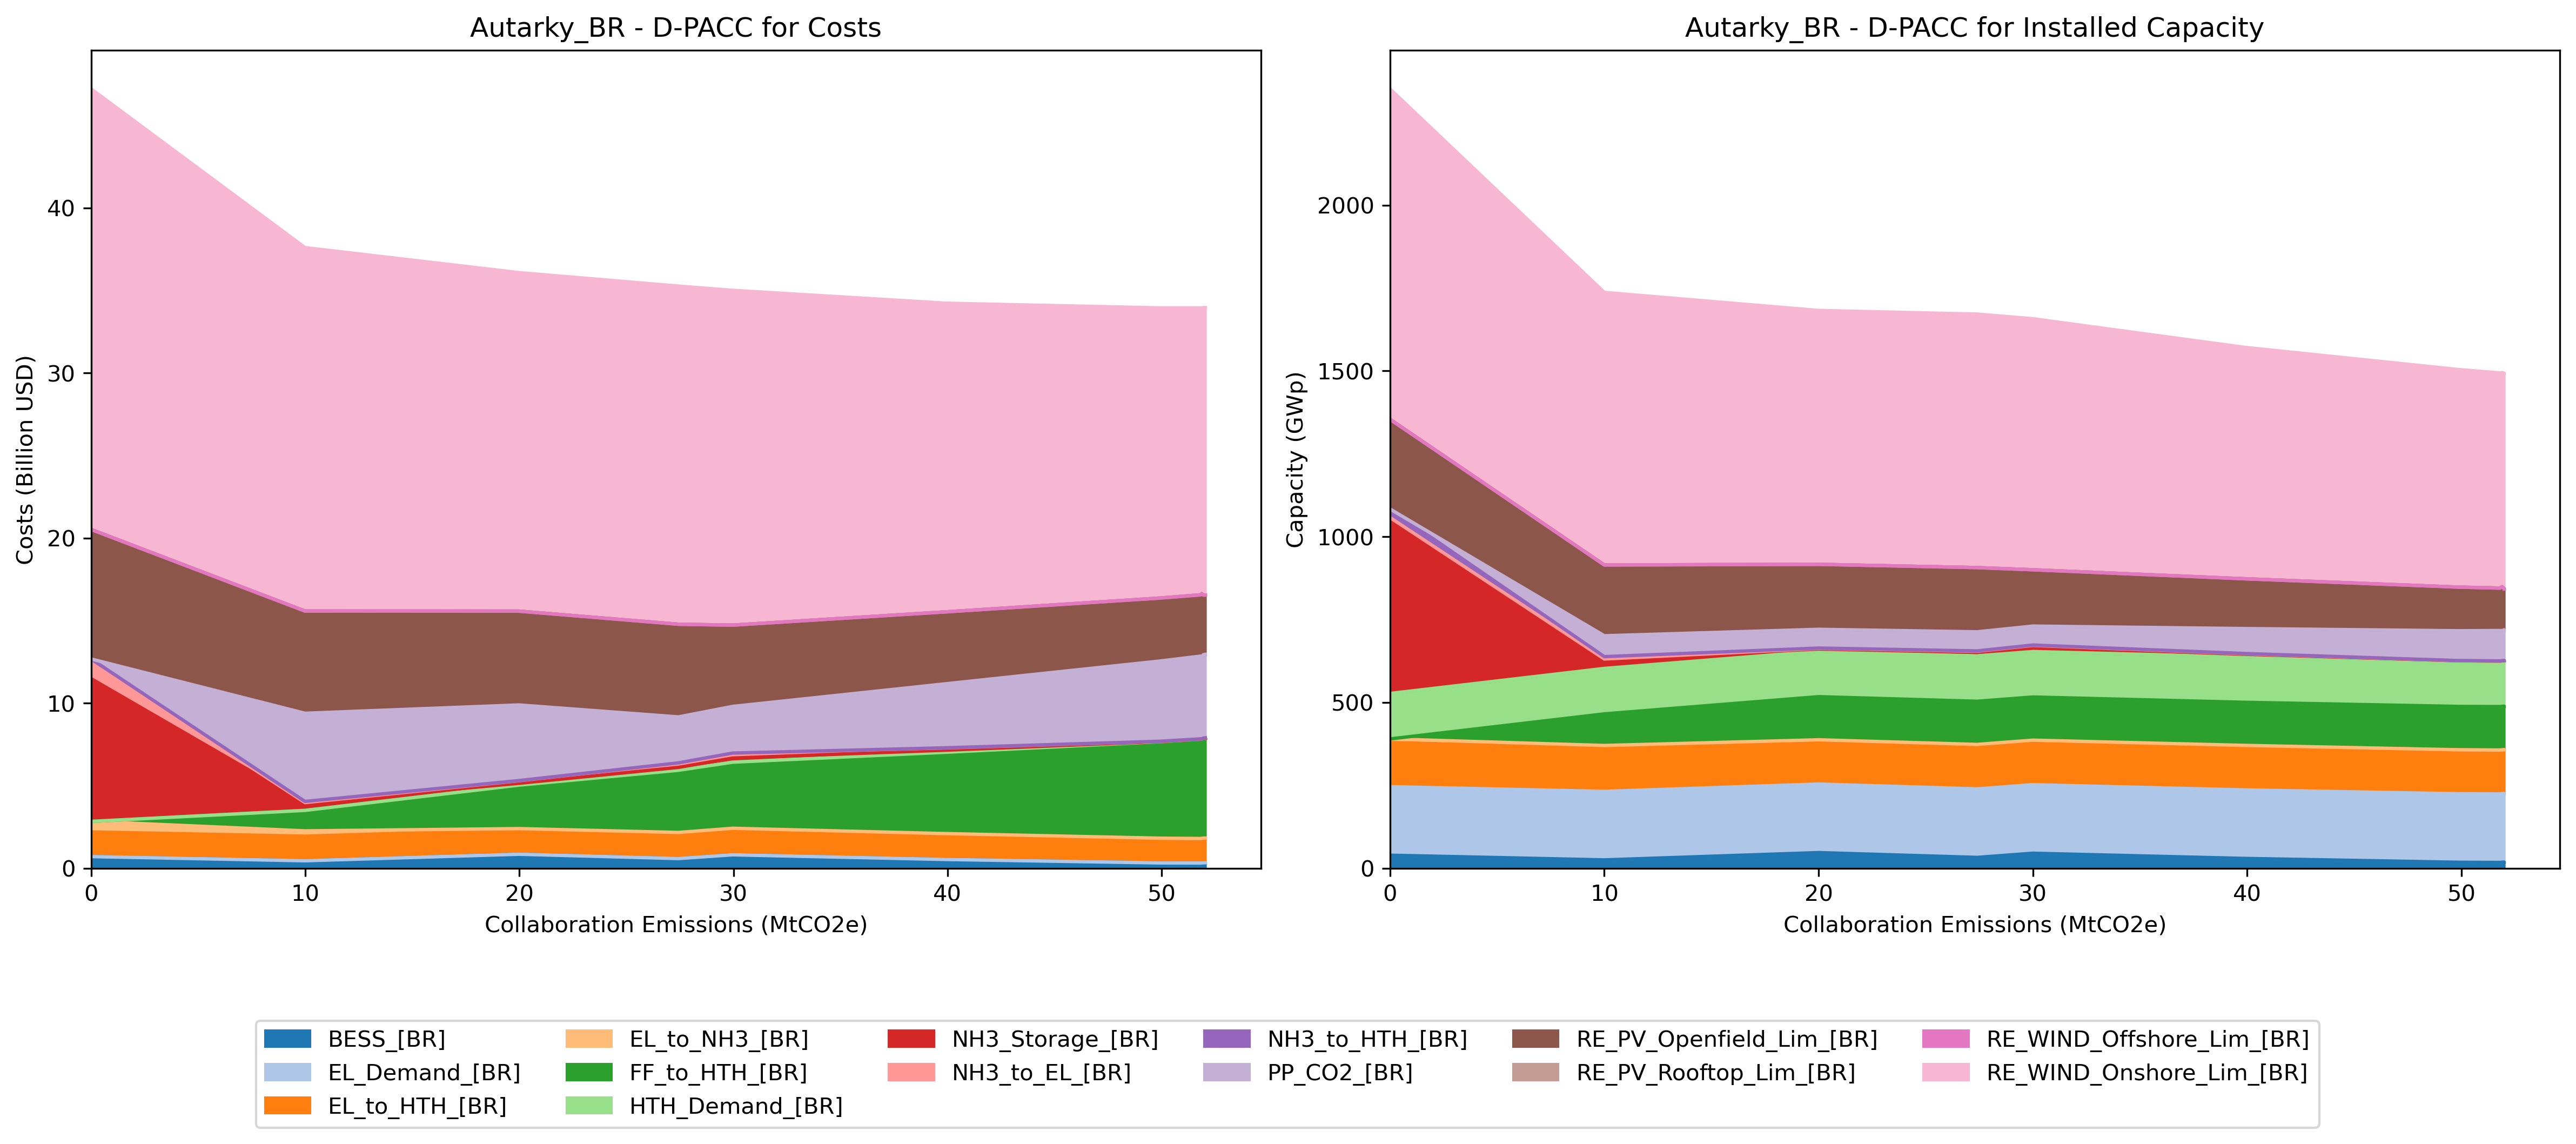 Autarky_BR - D-PACC for Costs
Costs (Billion USD)
40
30
20
10
0
0 10 20 30 40 50
Collaboration Emissions (MtCO2e)
Autarky_BR - D-PACC for Installed Capacity
Capacity (GWp)
2000
1500
1000
500
0
0 10 20 30 40 50
Collaboration Emissions (MtCO2e)
BESS_[BR]
EL_Demand_[BR]
EL_to_HTH_[BR]
EL_to_NH3_[BR]
FF_to_HTH_[BR]
HTH_Demand_[BR]
NH3_Storage_[BR]
NH3_to_EL_[BR]
NH3_to_HTH_[BR]
PP_CO2_[BR]
RE_PV_Openfield_Lim_[BR]
RE_PV_Rooftop_Lim_[BR]
RE_WIND_Offshore_Lim_[BR]
RE_WIND_Onshore_Lim_[BR]